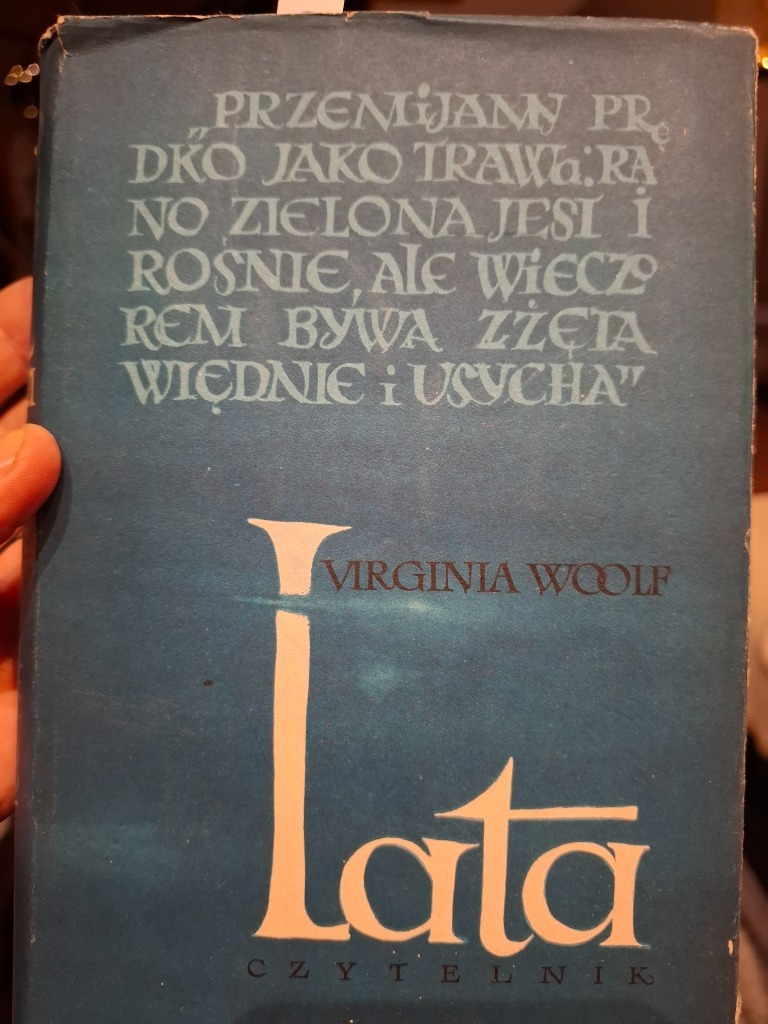 „PRZEMiJAMY PRĘ
DKO JAKO TRAWa: RA
NO ZIELONA JEST I
ROŚNIE, ALE WIECZO
REM BYWA ZŻĘTA
WIĘDNIE i USYCHA”
VIRGINIA WOOLF
Lata
CZYTELNIK